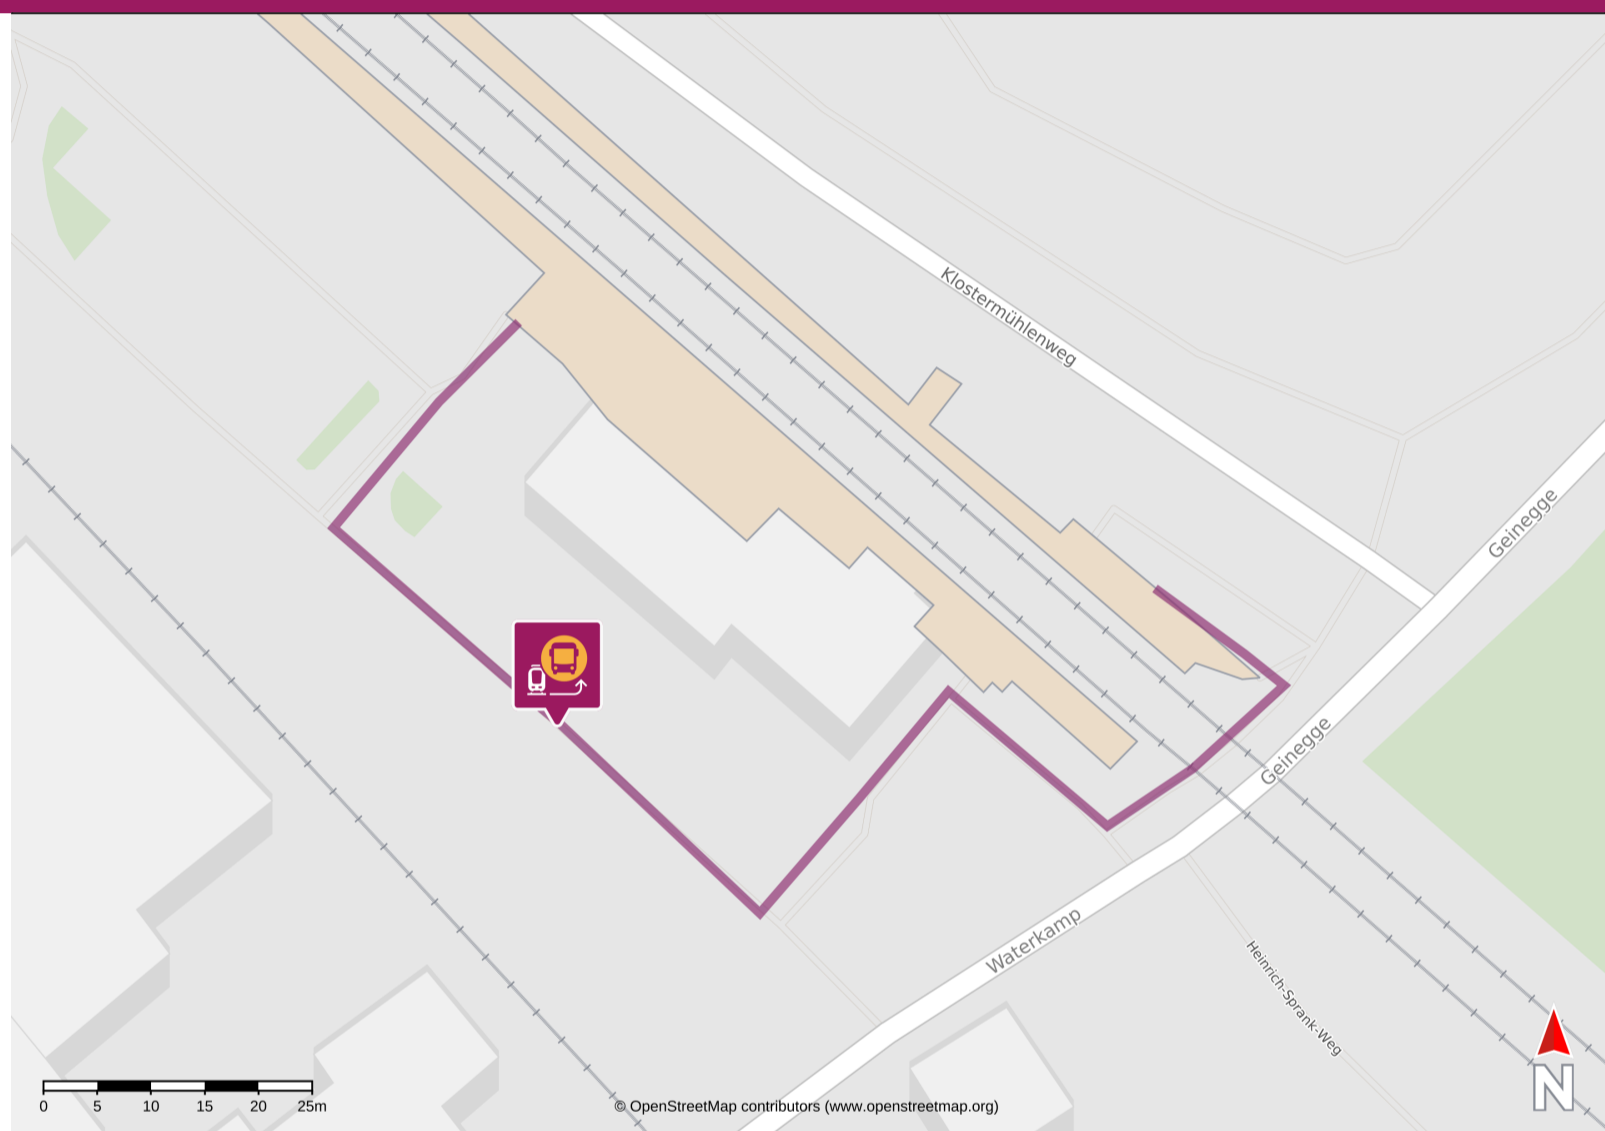 Klostermühlenweg
Geinegge
Geinegge
Waterkamp
Heinrich-Sprank-Weg
0 5 10 15 20 25m
© OpenStreetMap contributors (www.openstreetmap.org)
N